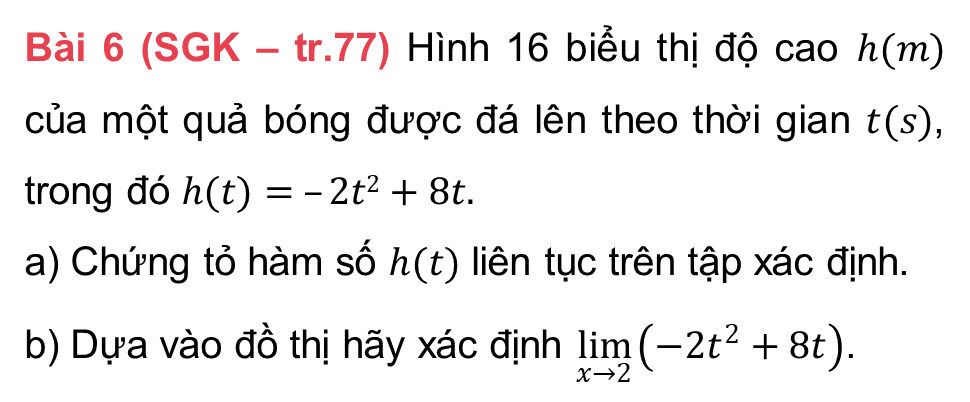 Bài 6 (SGK – tr.77) Hình 16 biểu thị độ cao h(m)
của một quả bóng được đá lên theo thời gian t(s),
trong đó h(t) = – 2t² + 8t.
a) Chứng tỏ hàm số h(t) liên tục trên tập xác định.
b) Dựa vào đồ thị hãy xác định lim(−2t² + 8t).
x→2